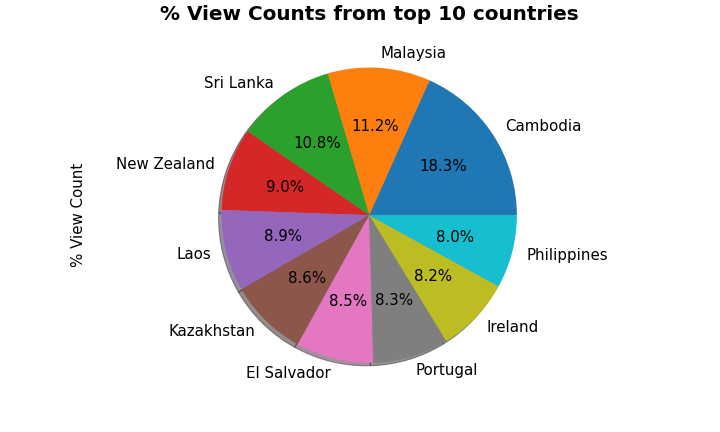 % View Counts from top 10 countries
Malaysia
Sri Lanka
Cambodia
11.2%
10.8%
New Zealand
18.3%
9.0%
% View Count
8.9%
8.0%
Laos
Philippines
8.6%
8.2%
8.5%
8.3%
Kazakhstan
Ireland
El Salvador
Portugal